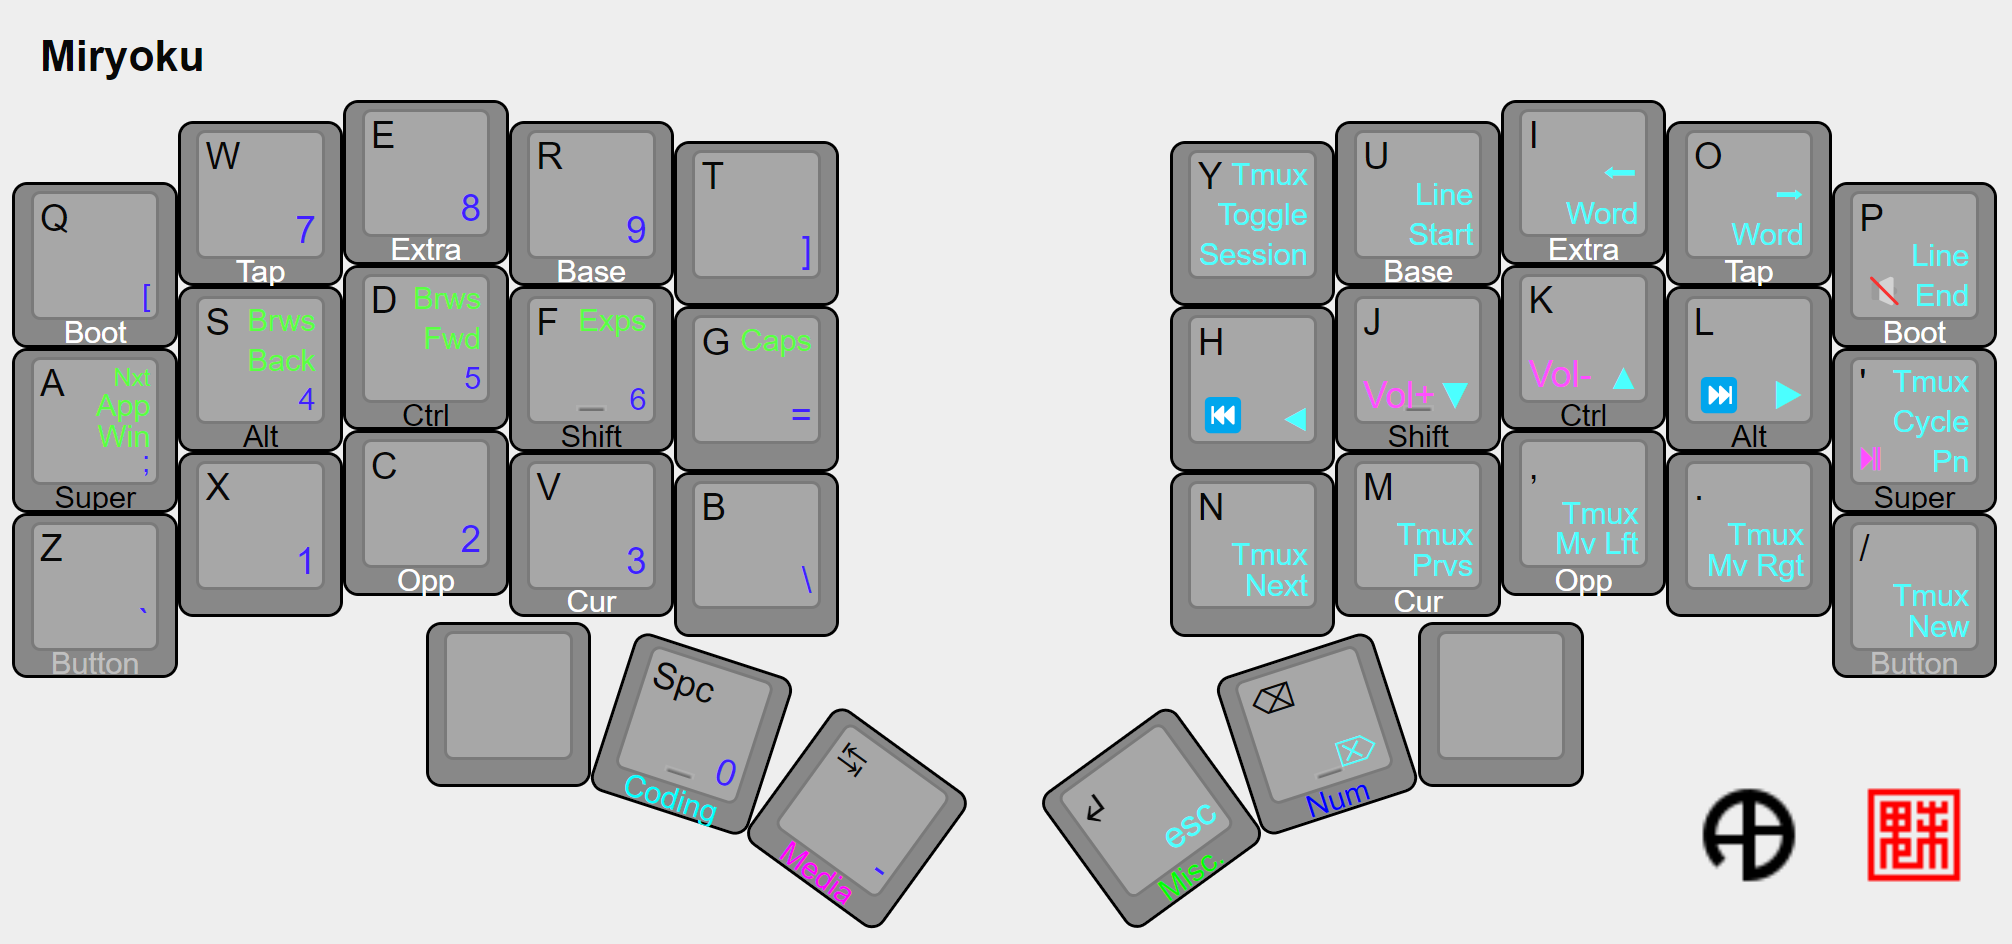 Miryoku
Q
[
Boot
W
7
Tap
E
8
Extra
R
9
Base
T
]
Y Tmux
Toggle
Session
U
Line
Start
Base
I
Word
Extra
O
Word
Tap
P
Line
End
Boot
A
Nxt
App
Win
;
Super
S Brws
Back
4
Alt
D Brws
Fwd
5
Ctrl
F Exps
6
Shift
G Caps
=
H
J
Vol+
Shift
K
Vol-
Ctrl
L
Alt
' Tmux
Cycle
Pn
Super
Z
`
Button
X
1
C
2
Opp
V
3
Cur
B
\
N
Tmux
Next
M
Tmux
Prvs
Cur
,
Tmux
Mv Lft
Opp
.
Tmux
Mv Rgt
/
Tmux
New
Button
Spc
0
Coding
-
Media
esc
Misc.
Num
魅